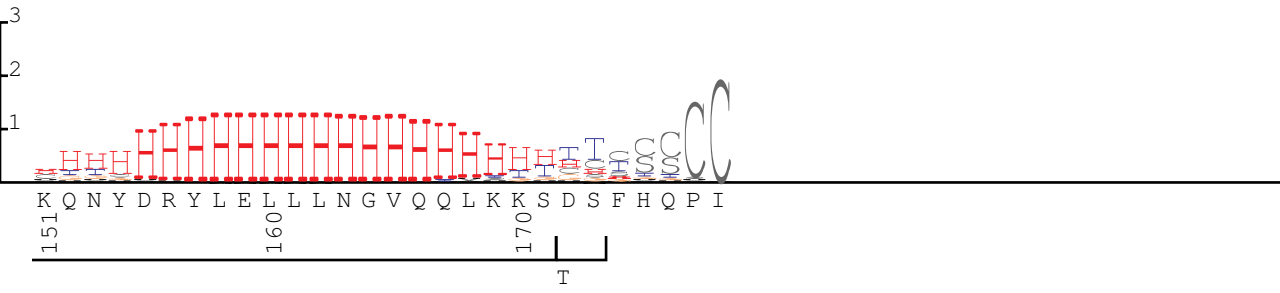 3
2
1
H H H H H H H H H H H H H H H H H H H H H T T C C C C C
S S
K Q N Y D R Y L E L L L N G V Q Q L K K S D S F H Q P I
151 160 170
T